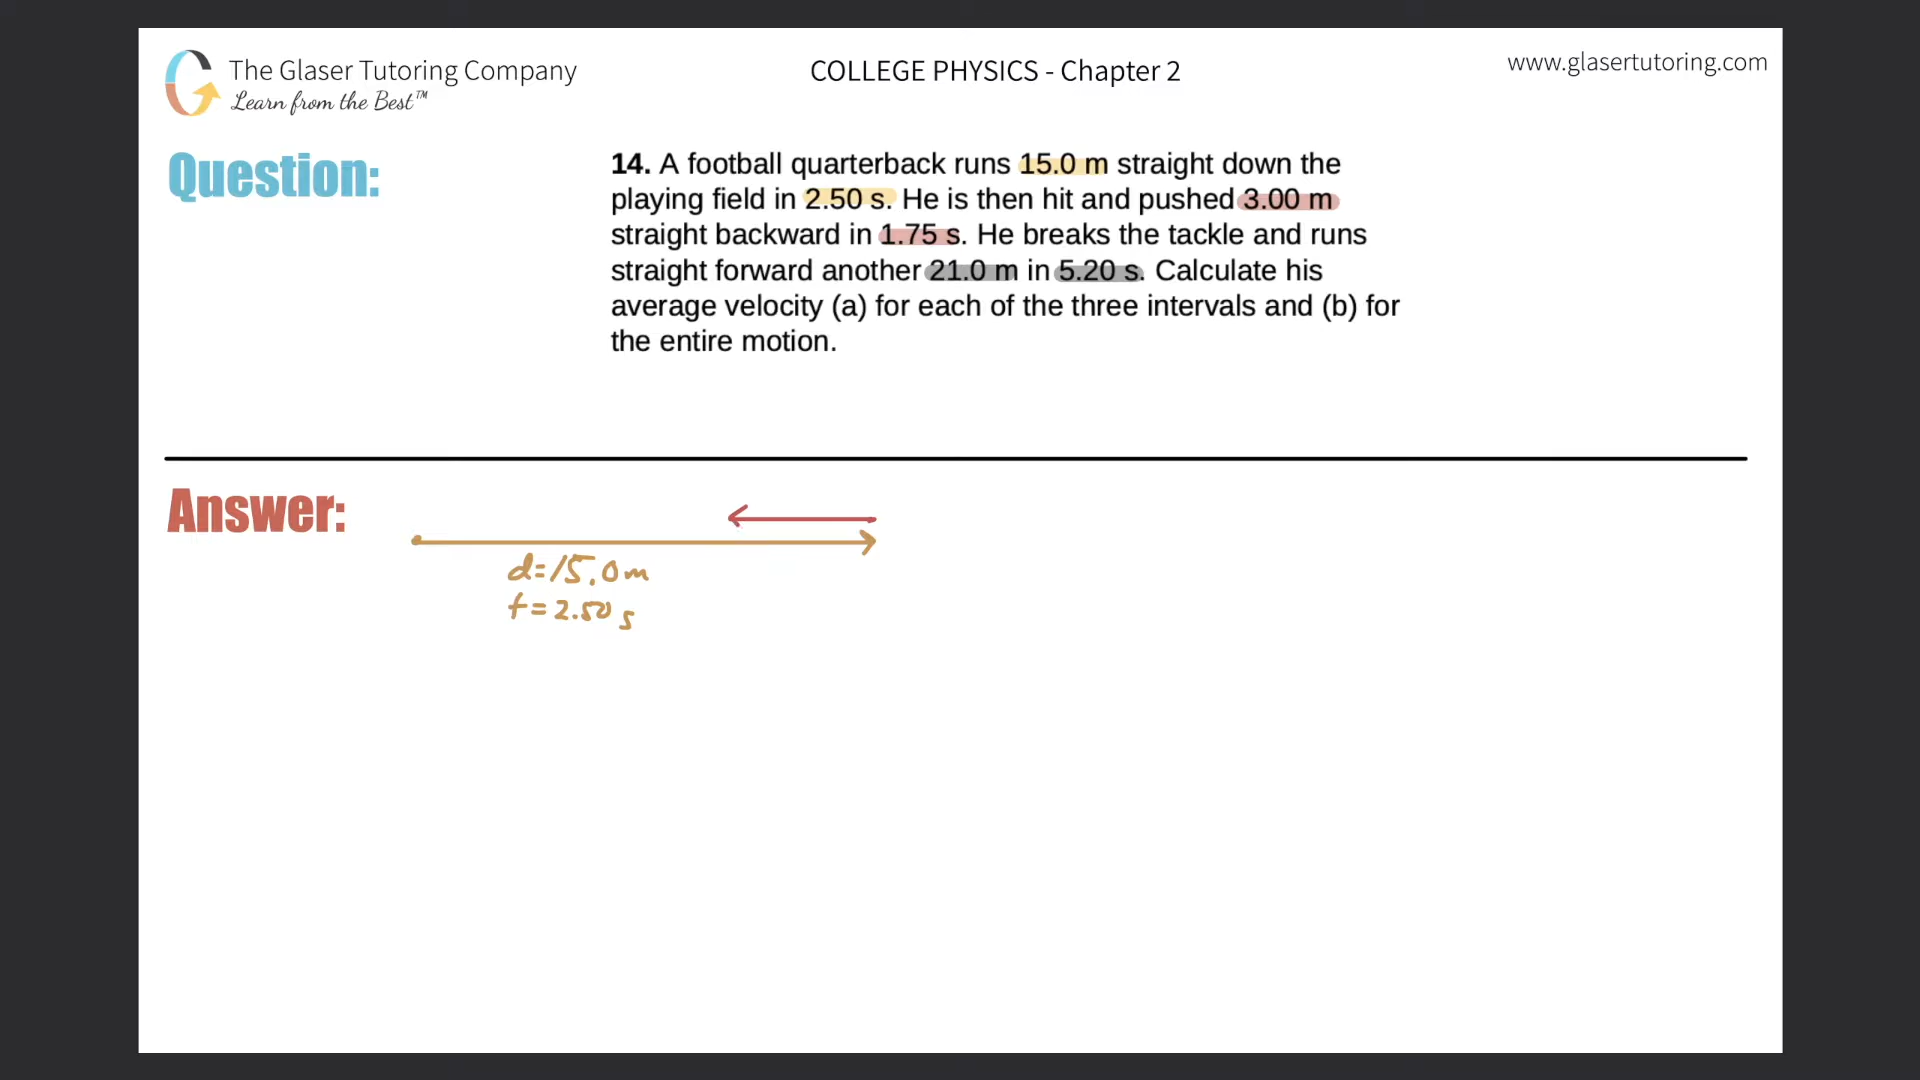 The Glaser Tutoring Company
Learn from the Best™
COLLEGE PHYSICS - Chapter 2
www.glasertutoring.com
Question:
14. A football quarterback runs 15.0 m straight down the
playing field in 2.50 s. He is then hit and pushed 3.00 m
straight backward in 1.75 s. He breaks the tackle and runs
straight forward another 21.0 m in 5.20 s. Calculate his
average velocity (a) for each of the three intervals and (b) for
the entire motion.
Answer:
d=15.0m
t=2.50 s